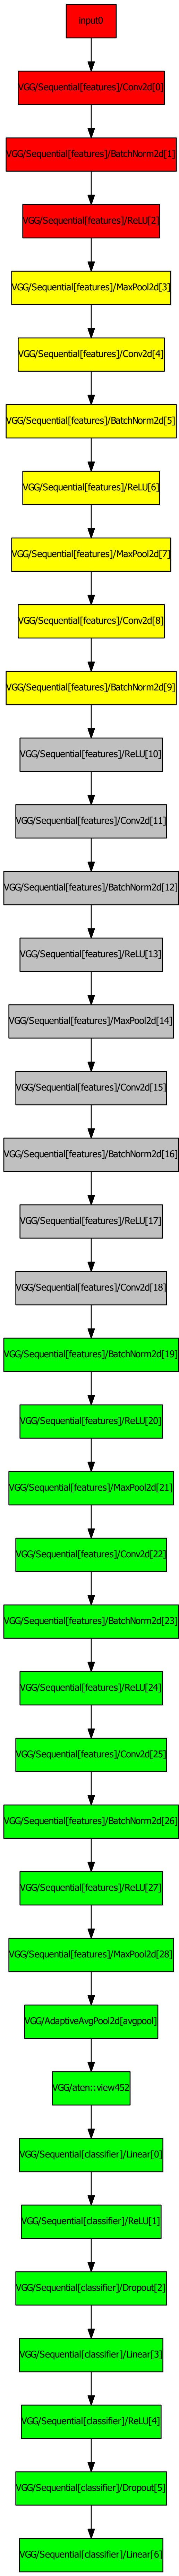 input0
VGG/Sequential[features]/Conv2d[0]
VGG/Sequential[features]/BatchNorm2d[1]
VGG/Sequential[features]/ReLU[2]
VGG/Sequential[features]/MaxPool2d[3]
VGG/Sequential[features]/Conv2d[4]
VGG/Sequential[features]/BatchNorm2d[5]
VGG/Sequential[features]/ReLU[6]
VGG/Sequential[features]/MaxPool2d[7]
VGG/Sequential[features]/Conv2d[8]
VGG/Sequential[features]/BatchNorm2d[9]
VGG/Sequential[features]/ReLU[10]
VGG/Sequential[features]/Conv2d[11]
VGG/Sequential[features]/BatchNorm2d[12]
VGG/Sequential[features]/ReLU[13]
VGG/Sequential[features]/MaxPool2d[14]
VGG/Sequential[features]/Conv2d[15]
VGG/Sequential[features]/BatchNorm2d[16]
VGG/Sequential[features]/ReLU[17]
VGG/Sequential[features]/Conv2d[18]
VGG/Sequential[features]/BatchNorm2d[19]
VGG/Sequential[features]/ReLU[20]
VGG/Sequential[features]/MaxPool2d[21]
VGG/Sequential[features]/Conv2d[22]
VGG/Sequential[features]/BatchNorm2d[23]
VGG/Sequential[features]/ReLU[24]
VGG/Sequential[features]/Conv2d[25]
VGG/Sequential[features]/BatchNorm2d[26]
VGG/Sequential[features]/ReLU[27]
VGG/Sequential[features]/MaxPool2d[28]
VGG/AdaptiveAvgPool2d[avgpool]
VGG/aten::view452
VGG/Sequential[classifier]/Linear[0]
VGG/Sequential[classifier]/ReLU[1]
VGG/Sequential[classifier]/Dropout[2]
VGG/Sequential[classifier]/Linear[3]
VGG/Sequential[classifier]/ReLU[4]
VGG/Sequential[classifier]/Dropout[5]
VGG/Sequential[classifier]/Linear[6]